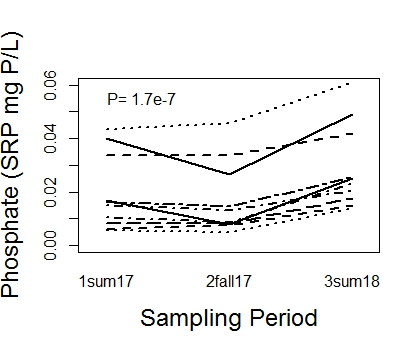 Phosphate (SRP mg P/L)
0.06
0.04
0.02
0.00
P= 1.7e-7
1sum17 2fall17 3sum18
Sampling Period